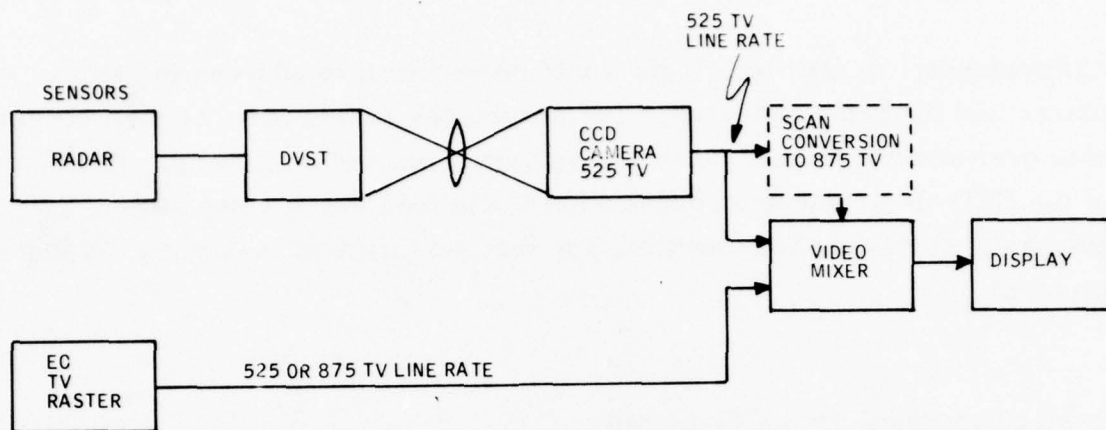 525 TV
LINE RATE
SENSORS
RADAR
DVST
CCD
CAMERA
525 TV
SCAN
CONVERSION
TO 875 TV
VIDEO
MIXER
DISPLAY
EC
TV
RASTER
525 OR 875 TV LINE RATE